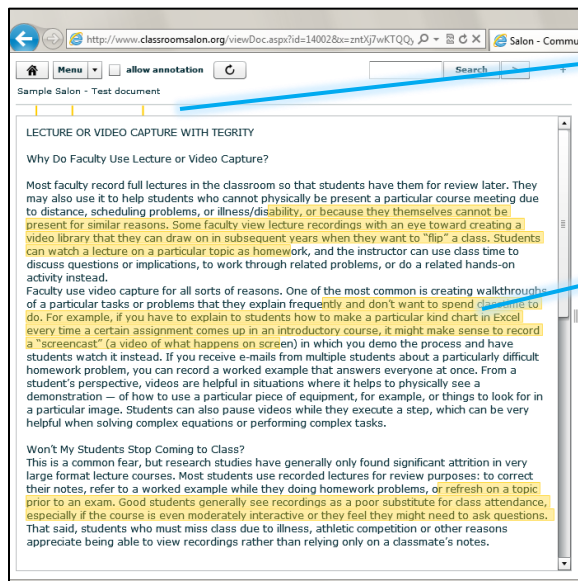 http://www.classroomsalon.org/viewDoc.aspx?id=14002&x=zntXj7wKTQQ
Salon - Commu
Menu
allow annotation
Search
Sample Salon - Test document
LECTURE OR VIDEO CAPTURE WITH TEGRITY
Why Do Faculty Use Lecture or Video Capture?
Most faculty record full lectures in the classroom so that students have them for review later. They
may also use it to help students who cannot physically be present a particular course meeting due
to distance, scheduling problems, or illness/disability, or because they themselves cannot be
present for similar reasons. Some faculty view lecture recordings with an eye toward creating a
video library that they can draw on in subsequent years when they want to "flip" a class. Students
can watch a lecture on a particular topic as homework, and the instructor can use class time to
discuss questions or implications, to work through related problems, or do a related hands-on
activity instead.
Faculty use video capture for all sorts of reasons. One of the most common is creating walkthroughs
of a particular tasks or problems that they explain frequently and don't want to spend class time to
do. For example, if you have to explain to students how to make a particular kind chart in Excel
every time a certain assignment comes up in an introductory course, it might make sense to record
a "screencast" (a video of what happens on screen) in which you demo the process and have
students watch it instead. If you receive e-mails from multiple students about a particularly difficult
homework problem, you can record a worked example that answers everyone at once. From a
student's perspective, videos are helpful in situations where it helps to physically see a
demonstration — of how to use a particular piece of equipment, for example, or things to look for in
a particular image. Students can also pause videos while they execute a step, which can be very
helpful when solving complex equations or performing complex tasks.
Won't My Students Stop Coming to Class?
This is a common fear, but research studies have generally only found significant attrition in very
large format lecture courses. Most students use recorded lectures for review purposes: to correct
their notes, refer to a worked example while they doing homework problems, or refresh on a topic
prior to an exam. Good students generally see recordings as a poor substitute for class attendance,
especially if the course is even moderately interactive or they feel they might need to ask questions.
That said, students who must miss class due to illness, athletic competition or other reasons
appreciate being able to view recordings rather than relying only on a classmate's notes.